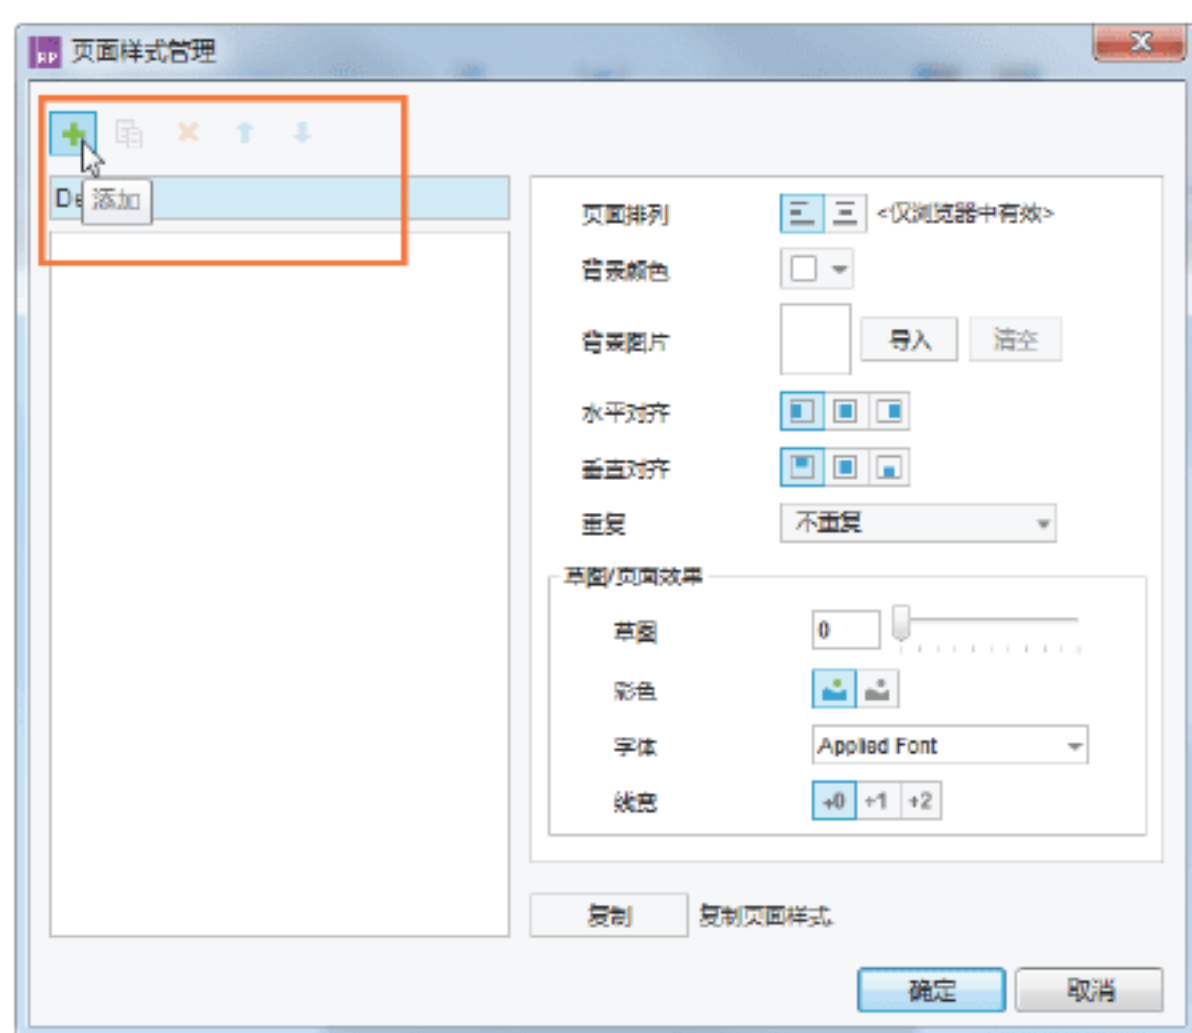 RP 页面样式管理
De 添加
页面排列 <仅浏览器中有效>
背景颜色
背景图片 导入 清空
水平对齐
垂直对齐
重复 不重复
草图/页面效果
草图 0
彩色
字体 Applied Font
线宽 +0 +1 +2
复制 复制页面样式.
确定 取消